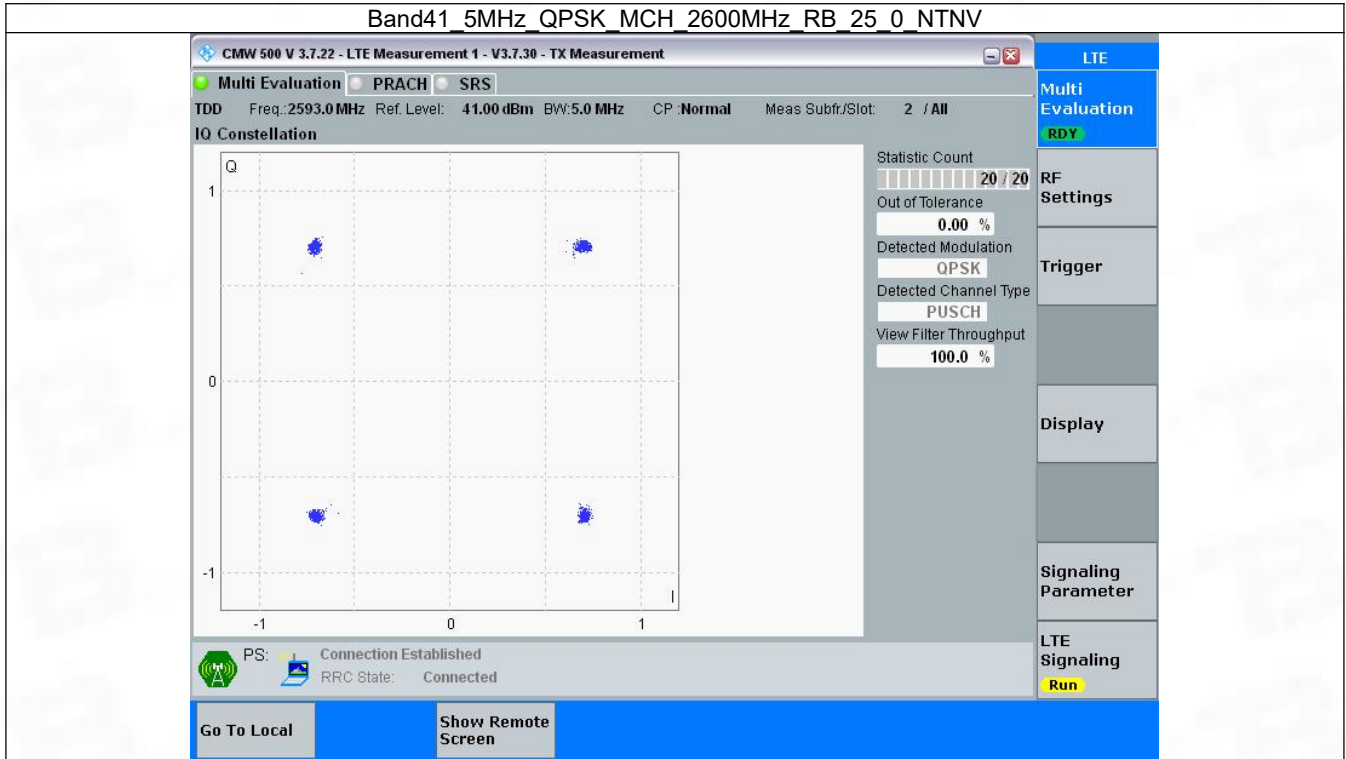 Band41_5MHz_QPSK_MCH_2600MHz_RB_25_0_NTNV
CMW 500 V 3.7.22 - LTE Measurement 1 - V3.7.30 - TX Measurement
LTE
Multi Evaluation PRACH SRS
Multi
Evaluation
RDY
TDD Freq.:2593.0 MHz Ref. Level: 41.00 dBm BW:5.0 MHz CP :Normal Meas Subfr./Slot: 2 / All
IQ Constellation
Q
1
0
-1
I
-1 0 1
Statistic Count
20 / 20
Out of Tolerance
0.00 %
Detected Modulation
QPSK
Detected Channel Type
PUSCH
View Filter Throughput
100.0 %
RF
Settings
Trigger
Display
Signaling
Parameter
LTE
Signaling
Run
PS: Connection Established
RRC State: Connected
Go To Local
Show Remote
Screen